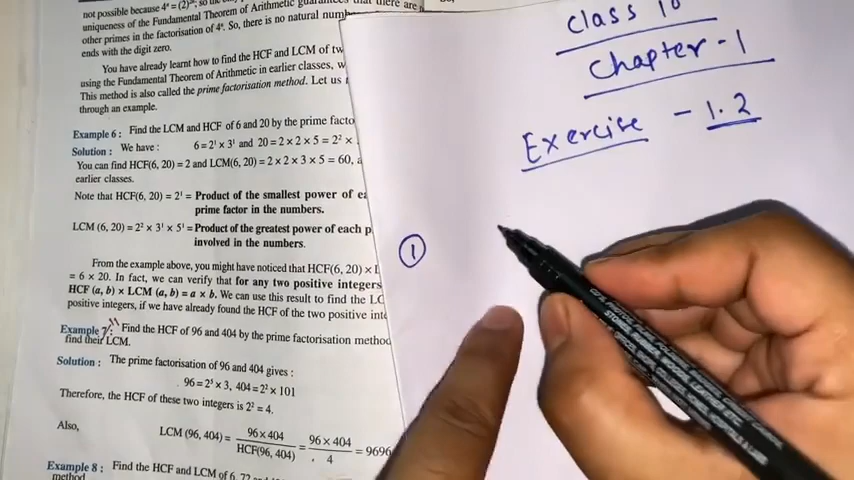 not possible because 4ⁿ = (2)²ⁿ; so the
uniqueness of the Fundamental Theorem of Arithmetic guarantees that there are
other primes in the factorisation of 4ⁿ. So, there is no natural
ends with the digit zero.
You have already learnt how to find the HCF and LCM of
using the Fundamental Theorem of Arithmetic in earlier classes,
This method is also called the prime factorisation method. Let us
through an example.
Example 6 : Find the LCM and HCF of 6 and 20 by the prime
Solution : We have : 6 = 2¹ × 3¹ and 20 = 2 × 2 × 5 = 2² ×
You can find HCF(6, 20) = 2 and LCM(6, 20) = 2 × 2 × 3 × 5 = 60,
earlier classes.
Note that HCF(6, 20) = 2¹ = Product of the smallest power of
prime factor in the numbers.
LCM (6, 20) = 2² × 3¹ × 5¹ = Product of the greatest power of each
involved in the numbers.
From the example above, you might have noticed that HCF(6, 20) ×
= 6 × 20. In fact, we can verify that for any two positive integers
HCF (a, b) × LCM (a, b) = a × b. We can use this result to find the
positive integers, if we have already found the HCF of the two positive
Example 7 : Find the HCF of 96 and 404 by the prime factorisation
find their LCM.
Solution : The prime factorisation of 96 and 404 gives :
96 = 2⁵ × 3, 404 = 2² × 101
Therefore, the HCF of these two integers is 2² = 4.
Also, LCM (96, 404) = 96 × 404 / HCF(96, 404) = 96 × 404 / 4 = 9696
Example 8 : Find the HCF and LCM of 6, 72
method.
Class 10
Chapter - 1
Exercise - 1.2
1